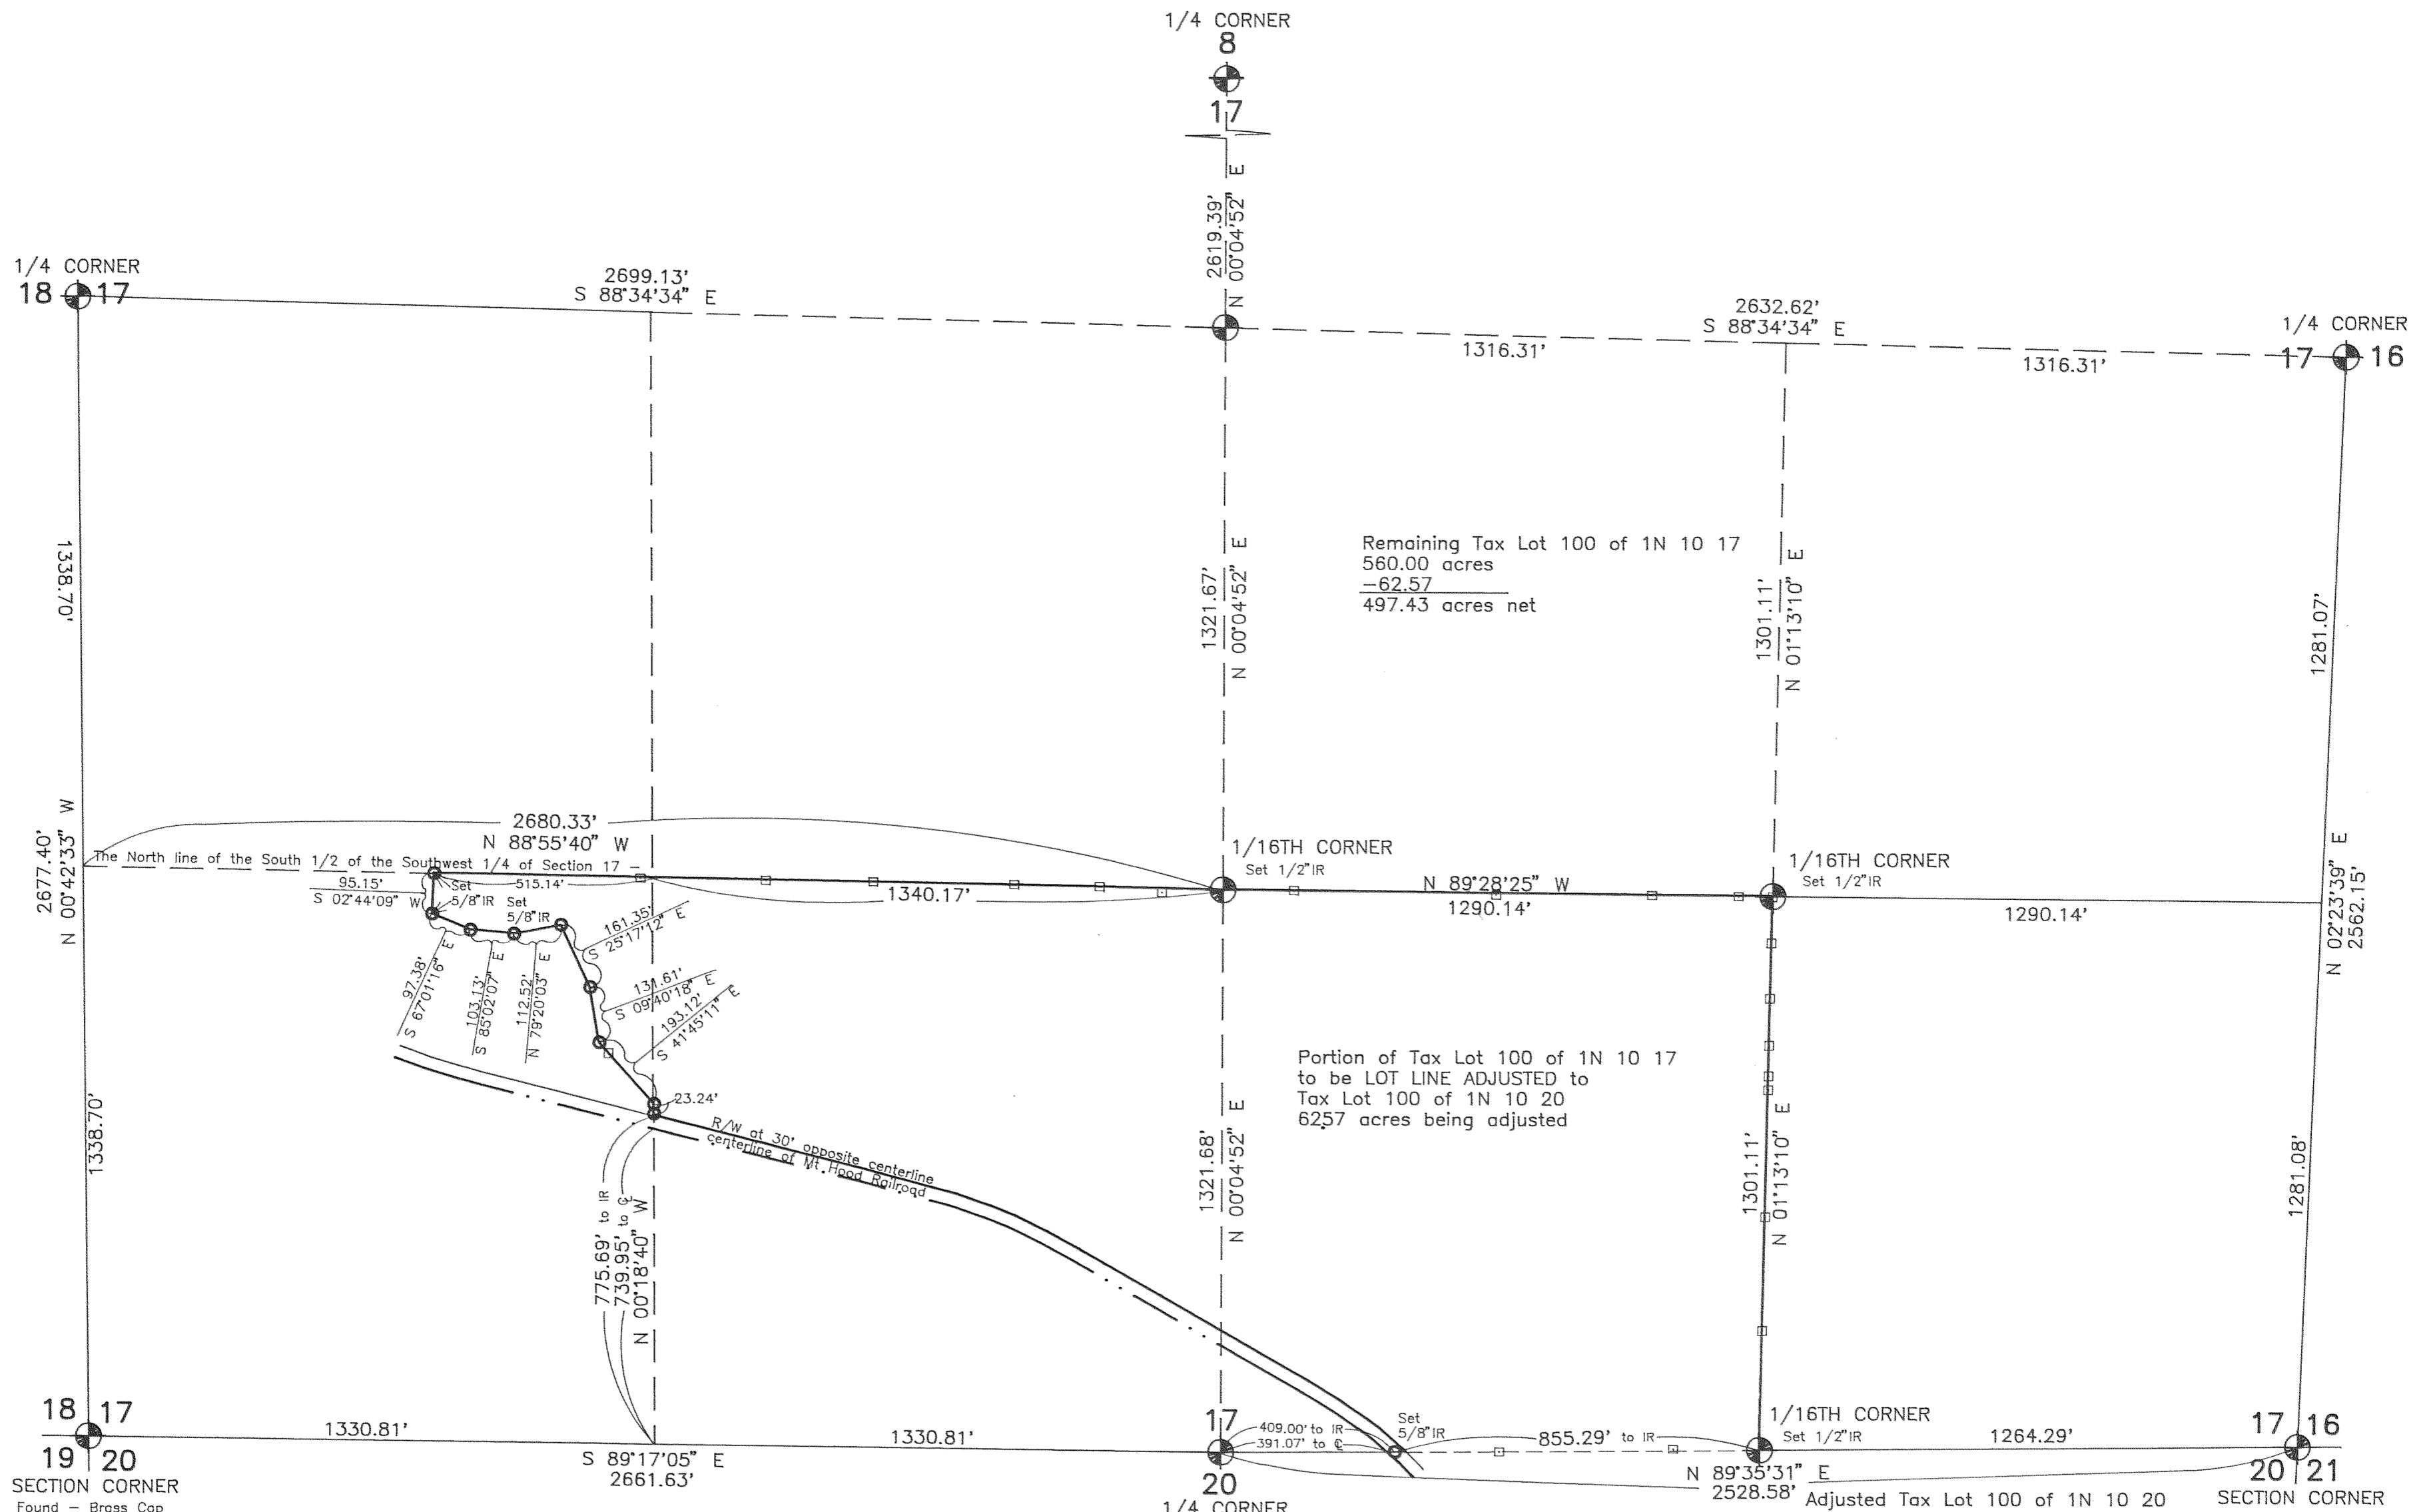 1/4 CORNER
8
17
2619.39'
N 00°04'52" E
1/4 CORNER
18 17
2699.13'
S 88°34'34" E
2632.62'
S 88°34'34" E
1316.31'
1316.31'
1/4 CORNER
17 16
1338.70'
1321.67'
N 00°04'52" E
Remaining Tax Lot 100 of 1N 10 17
560.00 acres
-62.57
497.43 acres net
1301.11'
N 01°13'10" E
1281.07'
2677.40'
N 00°42'33" W
2680.33'
N 88°55'40" W
The North line of the South 1/2 of the Southwest 1/4 of Section 17
515.14'
1340.17'
1/16TH CORNER
Set 1/2"IR
N 89°28'25" W
1290.14'
1/16TH CORNER
Set 1/2"IR
1290.14'
N 02°23'39" E
2562.15'
95.15'
S 02°44'09" W
Set
5/8"IR
Set
5/8"IR
97.38'
S 67°01'16" E
103.13'
S 85°02'07" E
112.52'
N 79°20'03" E
161.35'
S 25°17'12" E
131.61'
S 09°40'18" E
193.12'
S 41°45'11" E
23.24'
R/W at 30' opposite centerline
centerline of Mt. Hood Railroad
Portion of Tax Lot 100 of 1N 10 17
to be LOT LINE ADJUSTED to
Tax Lot 100 of 1N 10 20
62.57 acres being adjusted
1338.70'
775.69' to IR
739.95' to ℄
N 00°18'40" W
1321.68'
N 00°04'52" E
1301.11'
N 01°13'10" E
1281.08'
18 17
19 20
SECTION CORNER
Found - Brass Cap
1330.81'
S 89°17'05" E
2661.63'
1330.81'
17
20
1/4 CORNER
409.00' to IR
391.07' to ℄
Set
5/8"IR
855.29' to IR
1/16TH CORNER
Set 1/2"IR
1264.29'
N 89°35'31" E
2528.58'
17 16
20 21
SECTION CORNER
Adjusted Tax Lot 100 of 1N 10 20